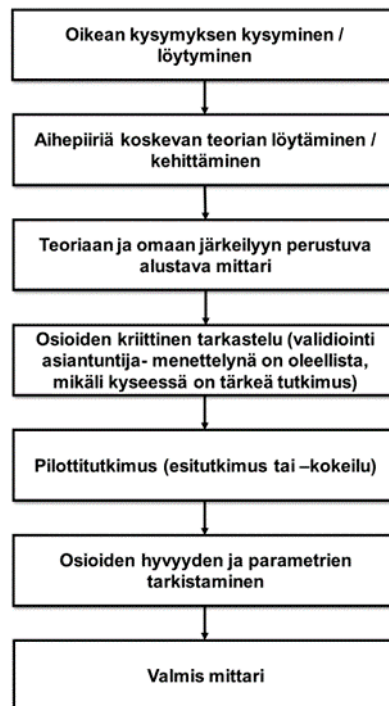 Oikean kysymyksen kysyminen /
löytyminen
Aihepiiriä koskevan teorian löytäminen /
kehittäminen
Teoriaan ja omaan järkeilyyn perustuva
alustava mittari
Osioiden kriittinen tarkastelu (validiointi
asiantuntija- menettelynä on oleellista,
mikäli kyseessä on tärkeä tutkimus)
Pilottitutkimus (esitutkimus tai –kokeilu)
Osioiden hyvyyden ja parametrien
tarkistaminen
Valmis mittari